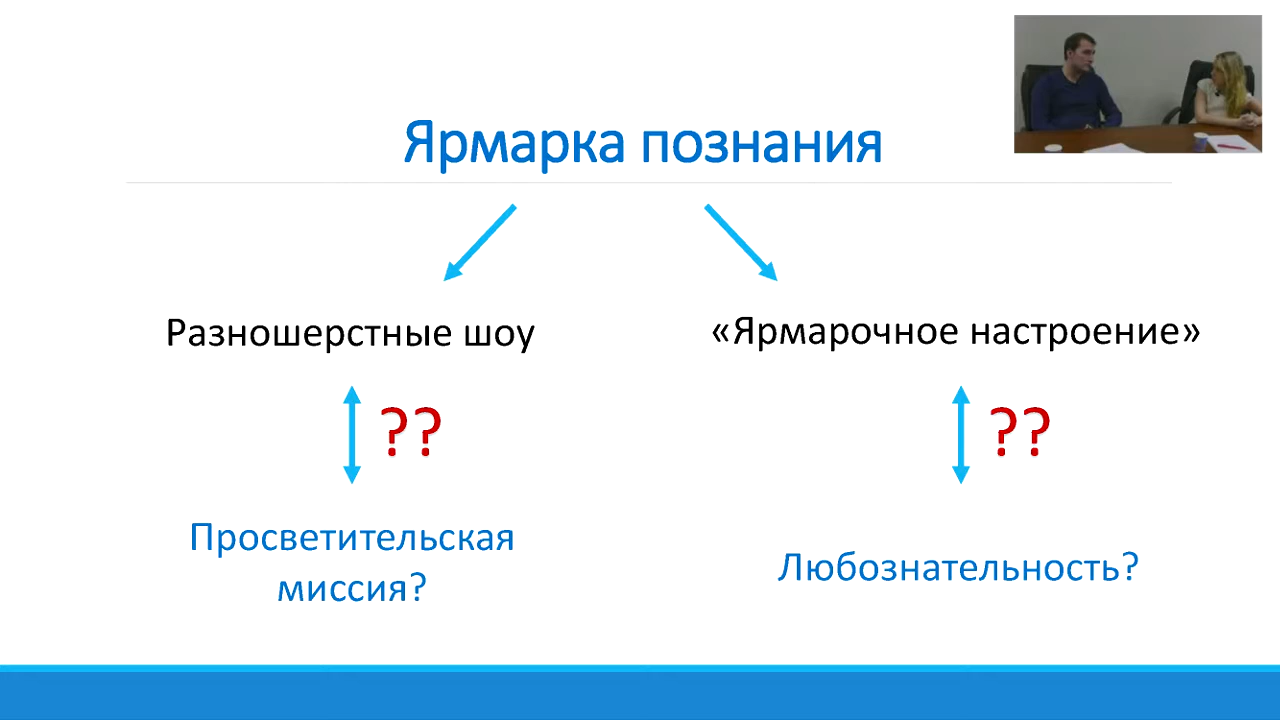 Ярмарка познания
Разношерстные шоу
«Ярмарочное настроение»
??
??
Просветительская
миссия?
Любознательность?